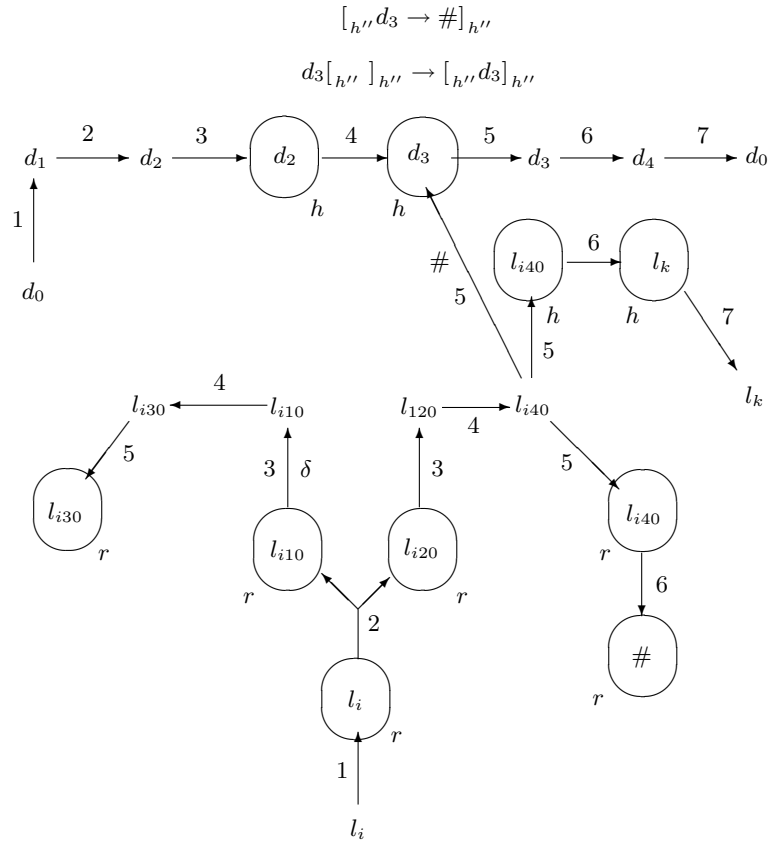 [h''d3 → #]h''
d3[h'' ]h'' → [h''d3]h''
2 3 4 5 6 7
d1 d2 d2 d3 d3 d4 d0
h h
1
d0
li40 6 lk
h h
# 5 5 7
lk
4
li30 li10 l120 4 li40
5 3 δ 3 5
li30 r li10 r li20 r li40 r
2 6
li r # r
1
li